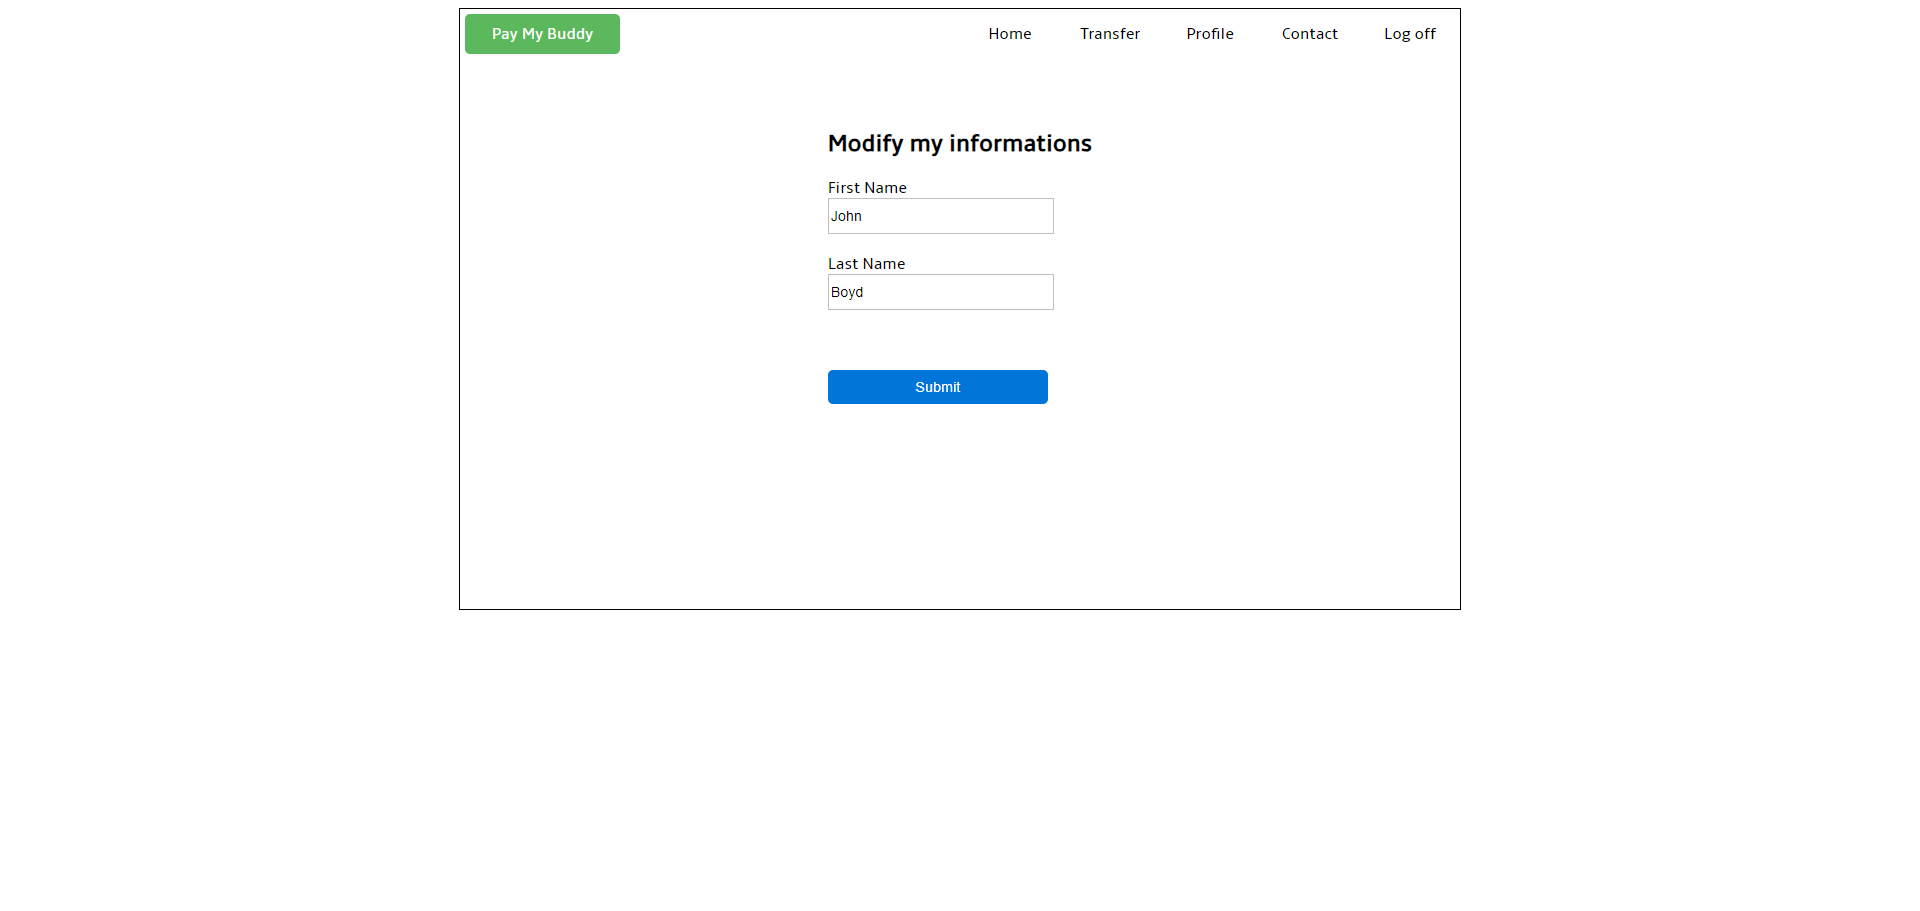 Pay My Buddy Home Transfer Profile Contact Log off
Modify my informations
First Name
John
Last Name
Boyd
Submit